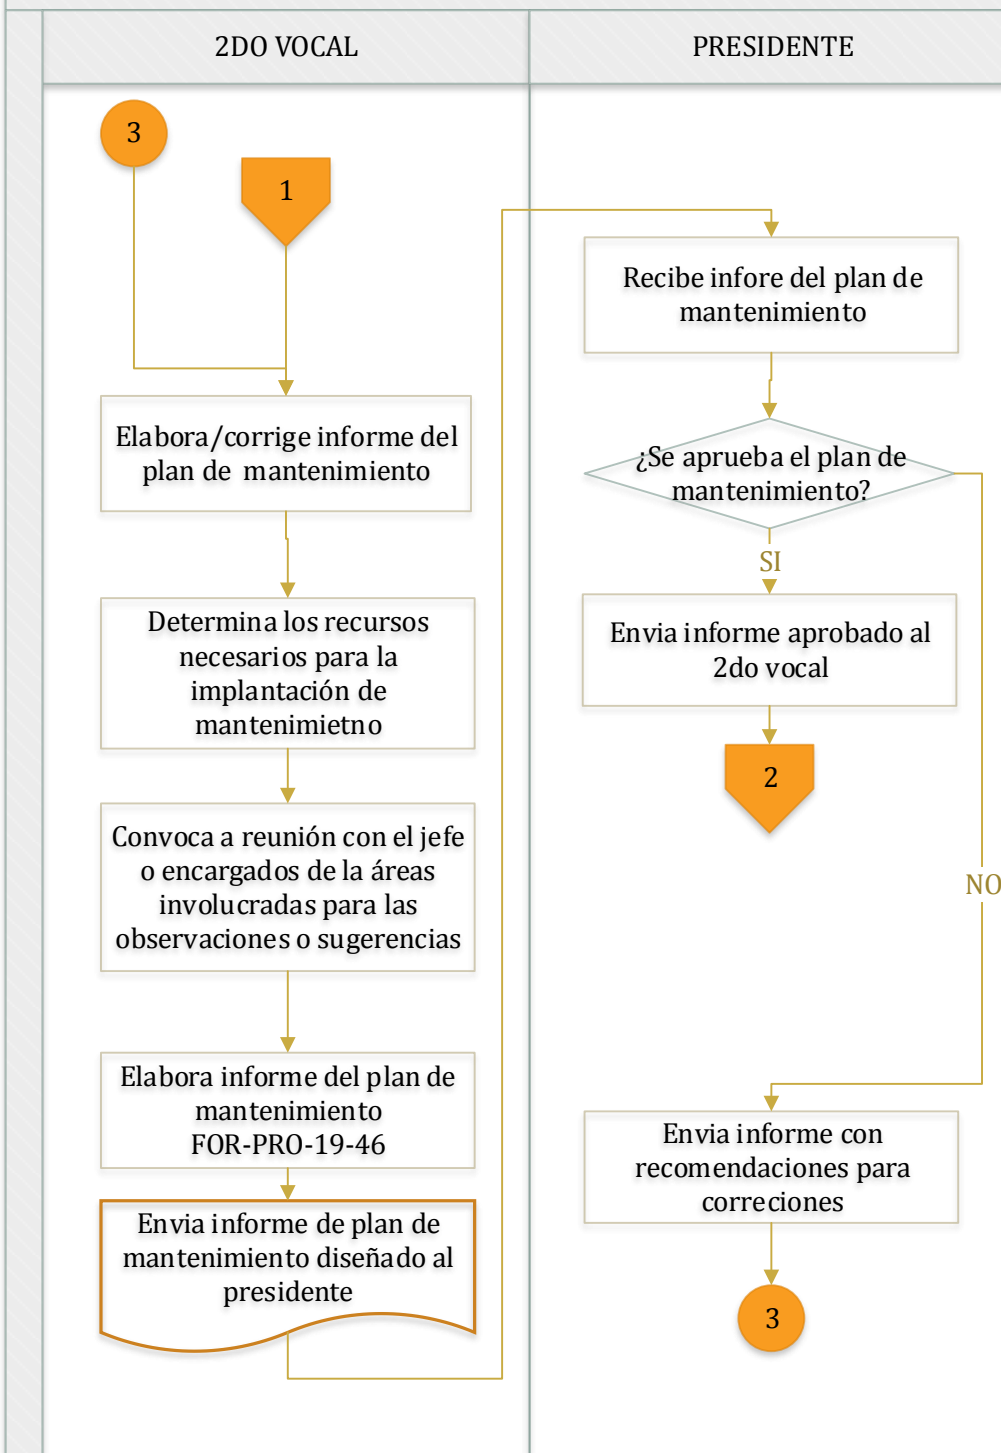 2DO VOCAL
PRESIDENTE
3
1
Elabora/corrige informe del
plan de mantenimiento
Determina los recursos
necesarios para la
implantación de
mantenimietno
Convoca a reunión con el jefe
o encargados de la áreas
involucradas para las
observaciones o sugerencias
Elabora informe del plan de
mantenimiento
FOR-PRO-19-46
Envia informe de plan de
mantenimiento diseñado al
presidente
Recibe infore del plan de
mantenimiento
¿Se aprueba el plan de
mantenimiento?
SI
Envia informe aprobado al
2do vocal
2
NO
Envia informe con
recomendaciones para
correciones
3